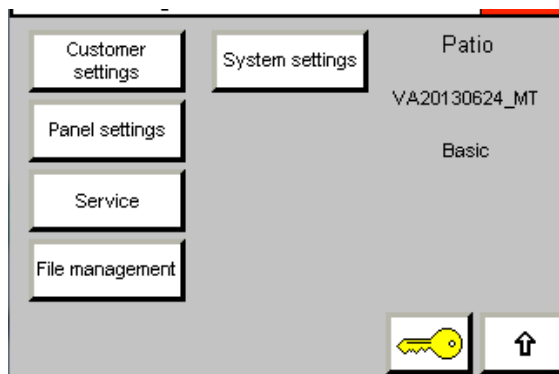 Customer
settings
System settings
Patio
VA20130624_MT
Panel settings
Basic
Service
File management